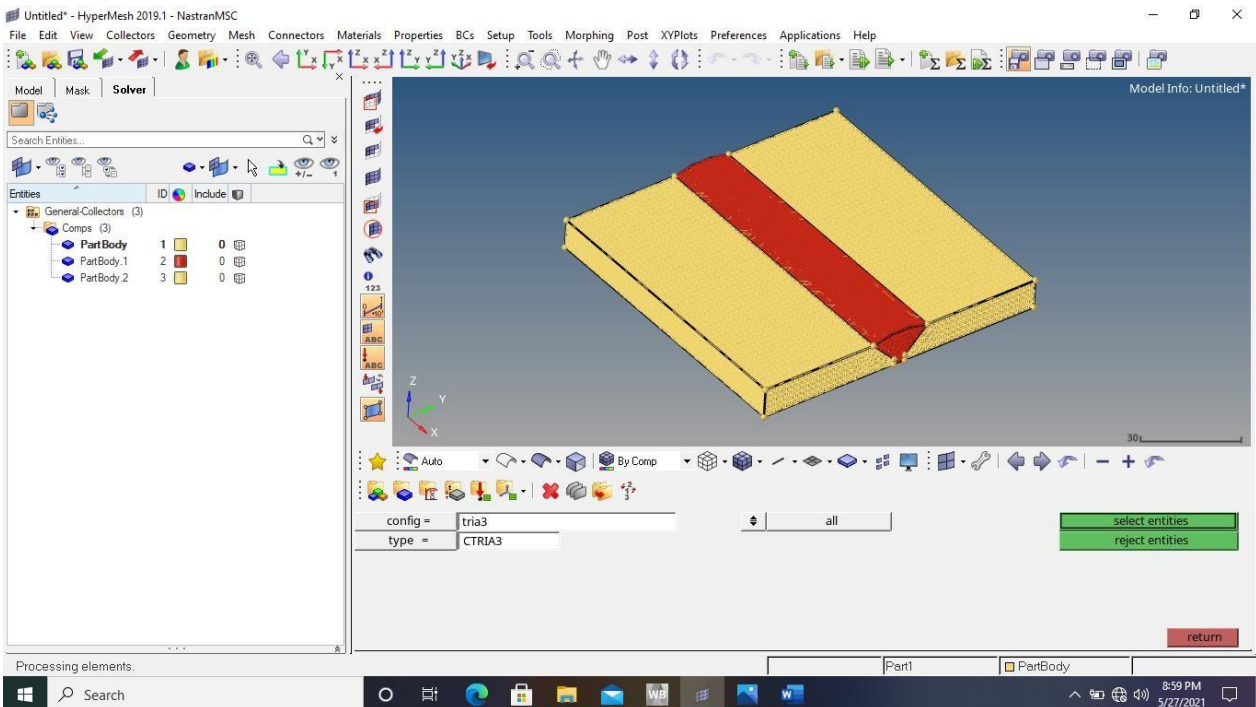 Untitled* - HyperMesh 2019.1 - NastranMSC
File Edit View Collectors Geometry Mesh Connectors Materials Properties BCs Setup Tools Morphing Post XYPlots Preferences Applications Help
Model Mask Solver
Model Info: Untitled*
Search Entities...
Entities ID Include
General-Collectors (3)
Comps (3)
PartBody 1 0
PartBody.1 2 0
PartBody.2 3 0
123
ABC
ABC
Z
Y
X
30
Auto By Comp
config = tria3 all select entities
type = CTRIA3 reject entities
return
Processing elements. Part1 PartBody
Search WB W 8:59 PM
5/27/2021